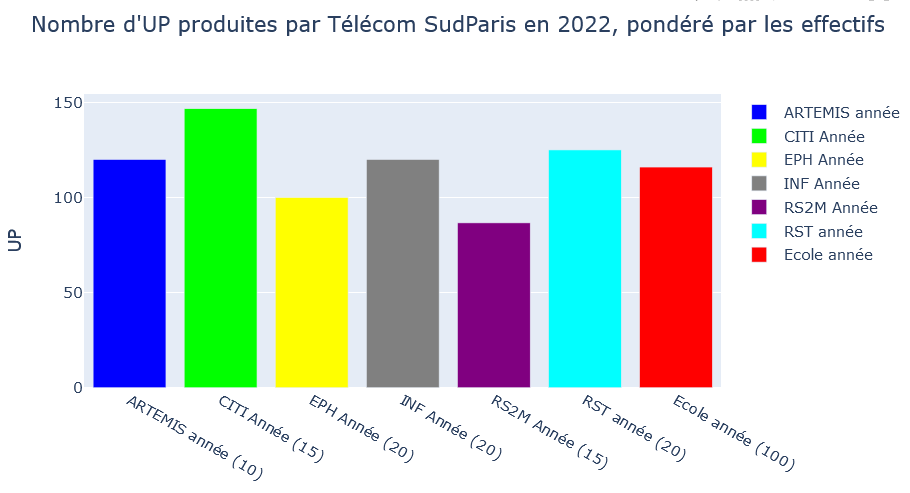 Nombre d'UP produites par Télécom SudParis en 2022, pondéré par les effectifs
150
100
50
0
UP
ARTEMIS année (10)
CITI Année (15)
EPH Année (20)
INF Année (20)
RS2M Année (15)
RST année (20)
Ecole année (100)
ARTEMIS année
CITI Année
EPH Année
INF Année
RS2M Année
RST année
Ecole année